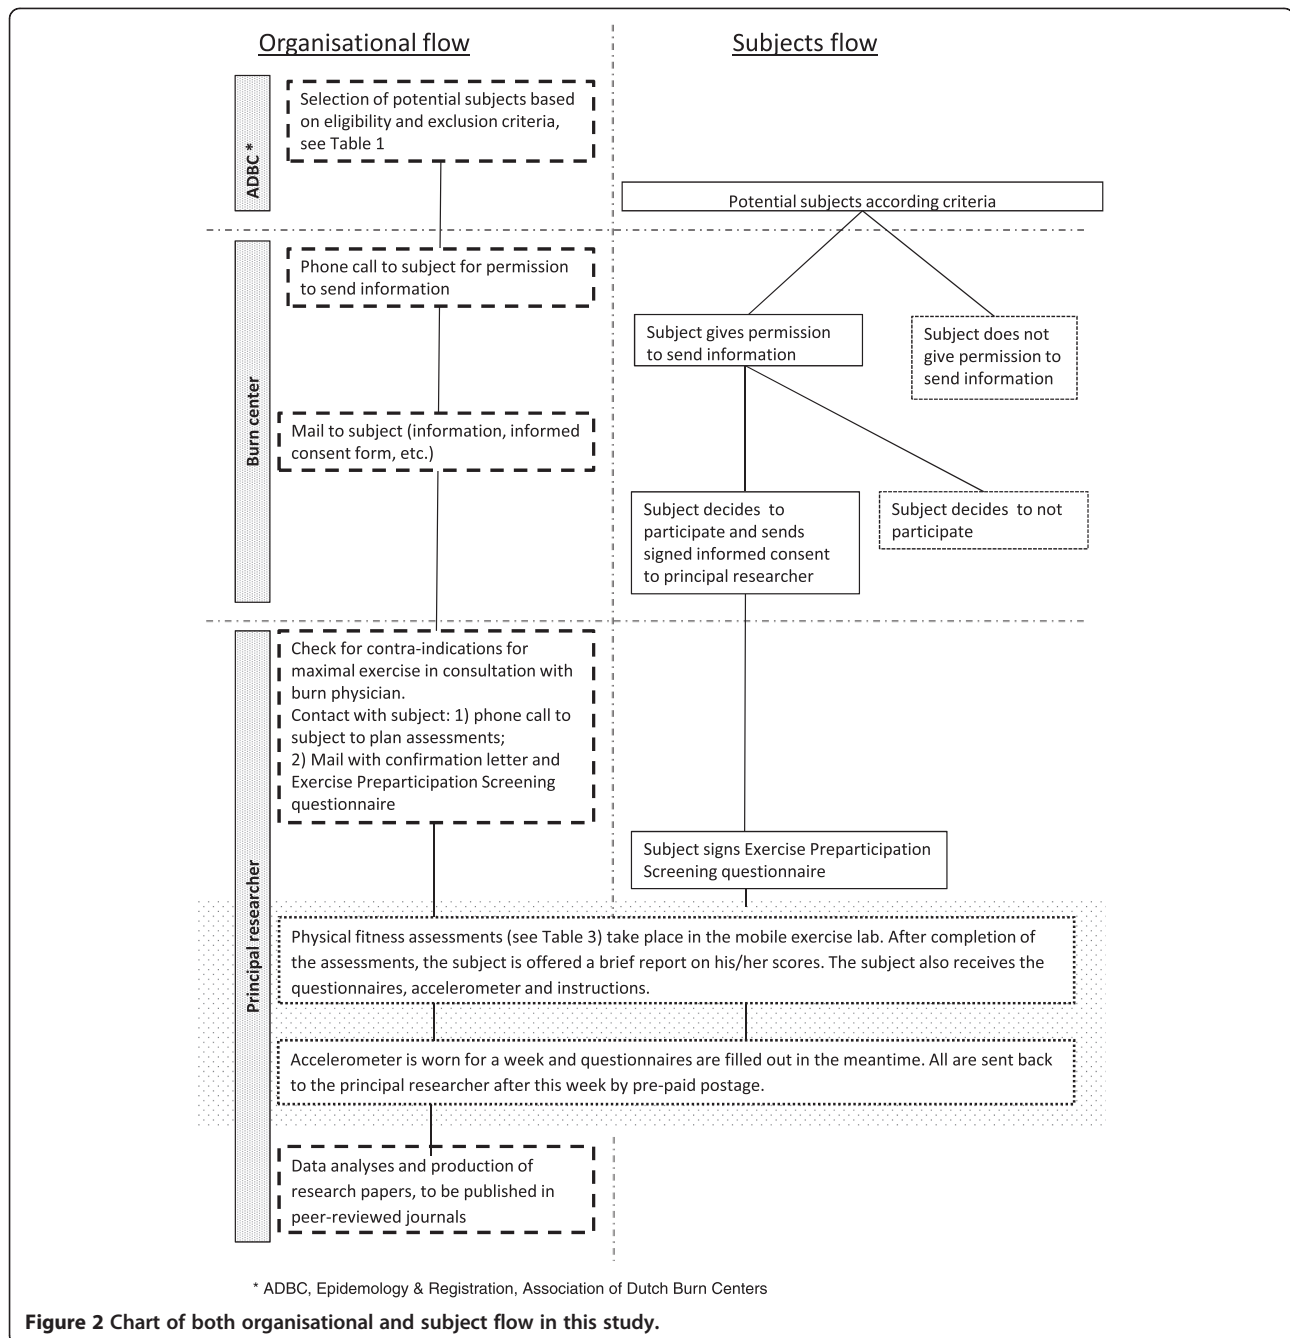 Organisational flow
Subjects flow
ADBC *
Selection of potential subjects based
on eligibility and exclusion criteria,
see Table 1
Potential subjects according criteria
Burn center
Phone call to subject for permission
to send information
Subject gives permission
to send information
Subject does not
give permission to
send information
Mail to subject (information, informed
consent form, etc.)
Subject decides to
participate and sends
signed informed consent
to principal researcher
Subject decides to not
participate
Principal researcher
Check for contra-indications for
maximal exercise in consultation with
burn physician.
Contact with subject: 1) phone call to
subject to plan assessments;
2) Mail with confirmation letter and
Exercise Preparticipation Screening
questionnaire
Subject signs Exercise Preparticipation
Screening questionnaire
Physical fitness assessments (see Table 3) take place in the mobile exercise lab. After completion of
the assessments, the subject is offered a brief report on his/her scores. The subject also receives the
questionnaires, accelerometer and instructions.
Accelerometer is worn for a week and questionnaires are filled out in the meantime. All are sent back
to the principal researcher after this week by pre-paid postage.
Data analyses and production of
research papers, to be published in
peer-reviewed journals
* ADBC, Epidemology & Registration, Association of Dutch Burn Centers
Figure 2 Chart of both organisational and subject flow in this study.